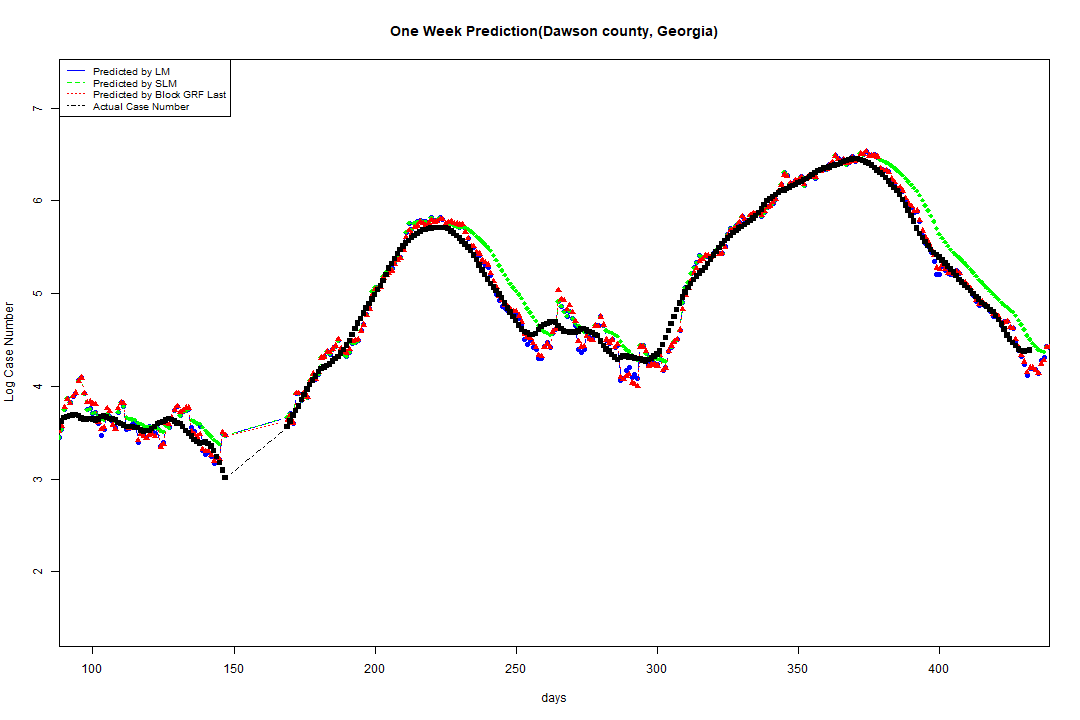 One Week Prediction(Dawson county, Georgia)
Predicted by LM
Predicted by SLM
Predicted by Block GRF Last
Actual Case Number
7
6
5
4
3
2
Log Case Number
100 150 200 250 300 350 400
days